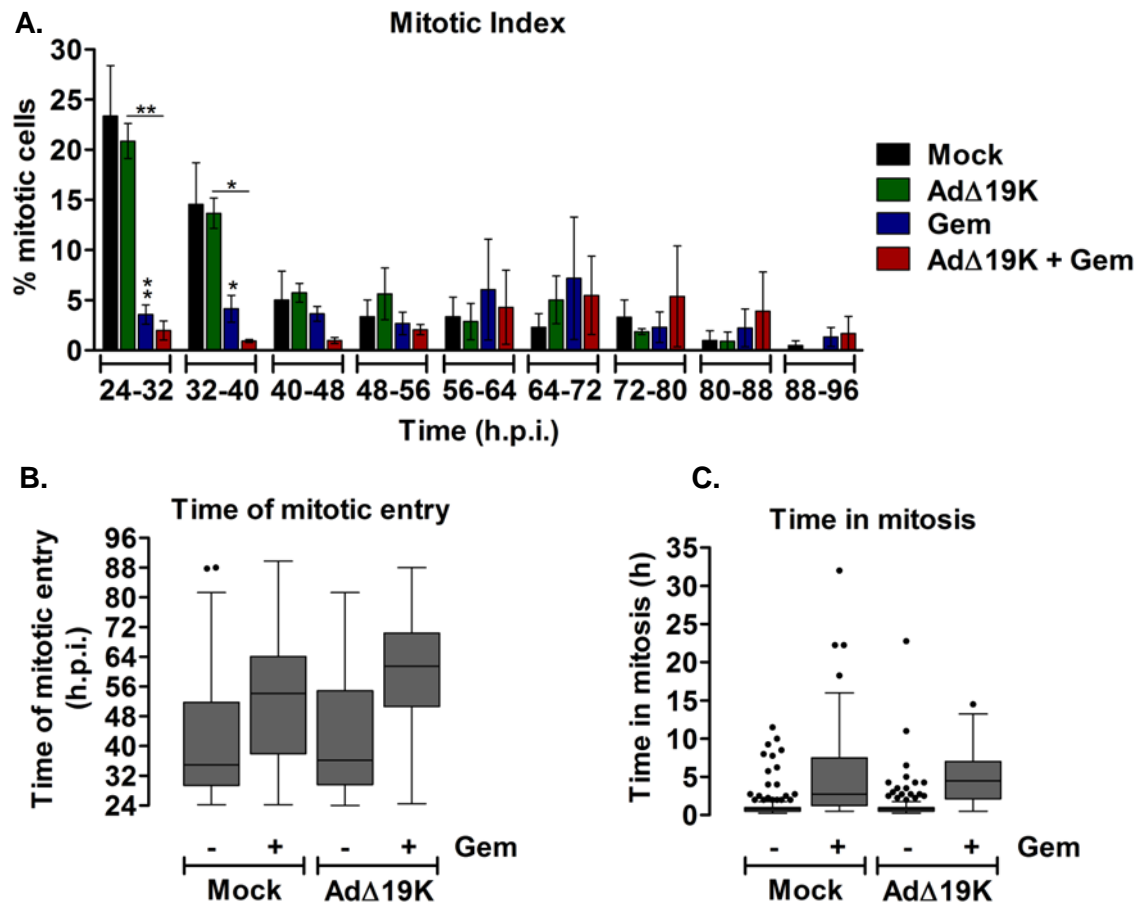 A.
Mitotic Index
% mitotic cells
30
25
20
15
10
5
0
**
*
**
*
Mock
AdΔ19K
Gem
AdΔ19K + Gem
24-32 32-40 40-48 48-56 56-64 64-72 72-80 80-88 88-96
Time (h.p.i.)
B.
Time of mitotic entry
Time of mitotic entry
(h.p.i.)
96
88
80
72
64
56
48
40
32
24
- + - + Gem
Mock AdΔ19K
C.
Time in mitosis
Time in mitosis (h)
35
30
25
20
15
10
5
0
- + - + Gem
Mock AdΔ19K